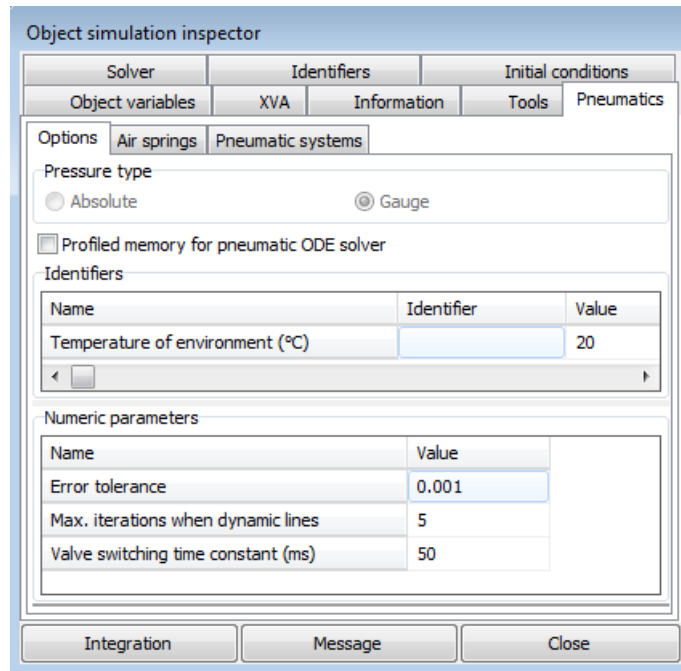 Object simulation inspector
Solver Identifiers Initial conditions
Object variables XVA Information Tools Pneumatics
Options Air springs Pneumatic systems
Pressure type
Absolute Gauge
Profiled memory for pneumatic ODE solver
Identifiers
Name Identifier Value
Temperature of environment (°C) 20
Numeric parameters
Name Value
Error tolerance 0.001
Max. iterations when dynamic lines 5
Valve switching time constant (ms) 50
Integration Message Close